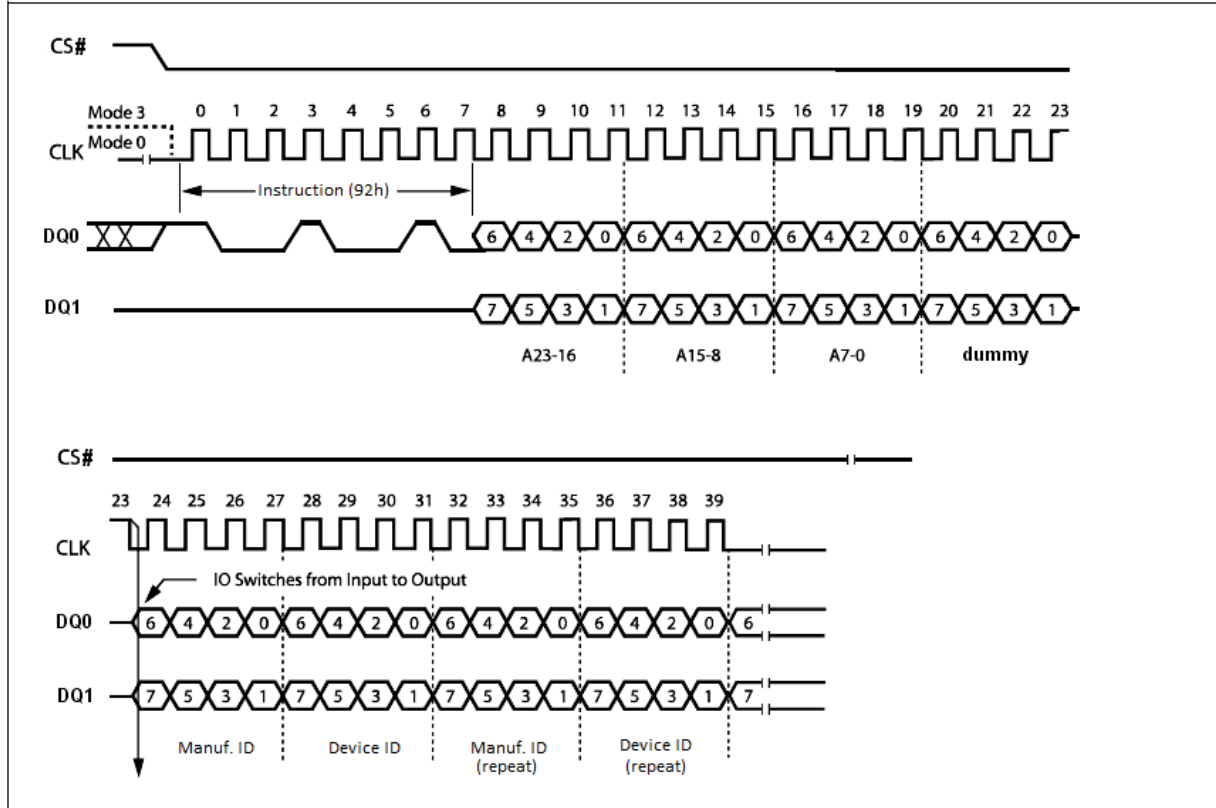 CS#
Mode 3
0 1 2 3 4 5 6 7 8 9 10 11 12 13 14 15 16 17 18 19 20 21 22 23
Mode 0
CLK
Instruction (92h)
DQ0
6 4 2 0 6 4 2 0 6 4 2 0 6 4 2 0
DQ1
7 5 3 1 7 5 3 1 7 5 3 1 7 5 3 1
A23-16 A15-8 A7-0 dummy
CS#
23 24 25 26 27 28 29 30 31 32 33 34 35 36 37 38 39
CLK
IO Switches from Input to Output
DQ0
6 4 2 0 6 4 2 0 6 4 2 0 6 4 2 0 6
DQ1
7 5 3 1 7 5 3 1 7 5 3 1 7 5 3 1 7
Manuf. ID Device ID Manuf. ID Device ID
(repeat) (repeat)